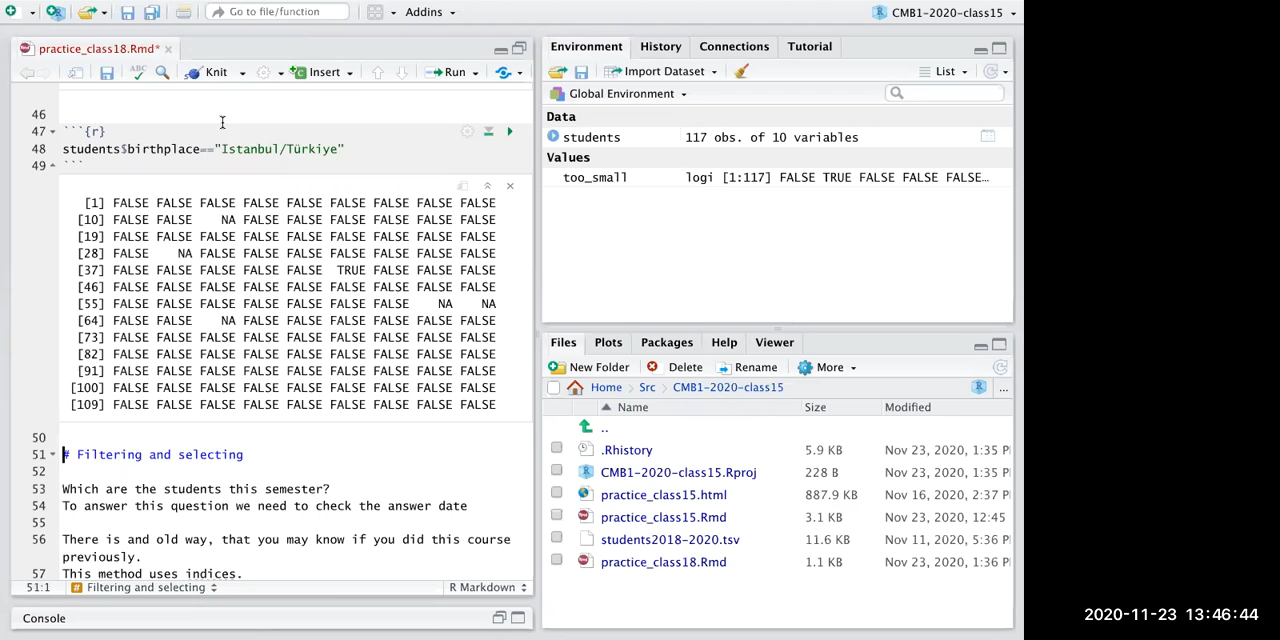 Go to file/function
Addins
CMB1-2020-class15
practice_class18.Rmd*
ABC
Knit
Insert
Run
46
47 ```{r}
48 students$birthplace=="Istanbul/Türkiye"
49 ```
[1] FALSE FALSE FALSE FALSE FALSE FALSE FALSE FALSE FALSE
[10] FALSE FALSE NA FALSE FALSE FALSE FALSE FALSE FALSE
[19] FALSE FALSE FALSE FALSE FALSE FALSE FALSE FALSE FALSE
[28] FALSE NA FALSE FALSE FALSE FALSE FALSE FALSE FALSE
[37] FALSE FALSE FALSE FALSE FALSE TRUE FALSE FALSE FALSE
[46] FALSE FALSE FALSE FALSE FALSE FALSE FALSE FALSE FALSE
[55] FALSE FALSE FALSE FALSE FALSE FALSE FALSE NA NA
[64] FALSE FALSE NA FALSE FALSE FALSE FALSE FALSE FALSE
[73] FALSE FALSE FALSE FALSE FALSE FALSE FALSE FALSE FALSE
[82] FALSE FALSE FALSE FALSE FALSE FALSE FALSE FALSE FALSE
[91] FALSE FALSE FALSE FALSE FALSE FALSE FALSE FALSE FALSE
[100] FALSE FALSE FALSE FALSE FALSE FALSE FALSE FALSE FALSE
[109] FALSE FALSE FALSE FALSE FALSE FALSE FALSE FALSE FALSE
50
51 # Filtering and selecting
52
53 Which are the students this semester?
54 To answer this question we need to check the answer date
55
56 There is and old way, that you may know if you did this course
previously.
57 This method uses indices.
51:1 # Filtering and selecting R Markdown
Console
Environment History Connections Tutorial
Import Dataset List
Global Environment
Data
students 117 obs. of 10 variables
Values
too_small logi [1:117] FALSE TRUE FALSE FALSE FALSE…
Files Plots Packages Help Viewer
New Folder Delete Rename More
Home Src CMB1-2020-class15 ...
Name Size Modified
..
.Rhistory 5.9 KB Nov 23, 2020, 1:35 P
CMB1-2020-class15.Rproj 228 B Nov 23, 2020, 1:35 P
practice_class15.html 887.9 KB Nov 16, 2020, 2:37 P
practice_class15.Rmd 3.1 KB Nov 23, 2020, 12:45
students2018-2020.tsv 11.6 KB Nov 11, 2020, 5:36 P
practice_class18.Rmd 1.1 KB Nov 23, 2020, 1:36 P
2020-11-23 13:46:44